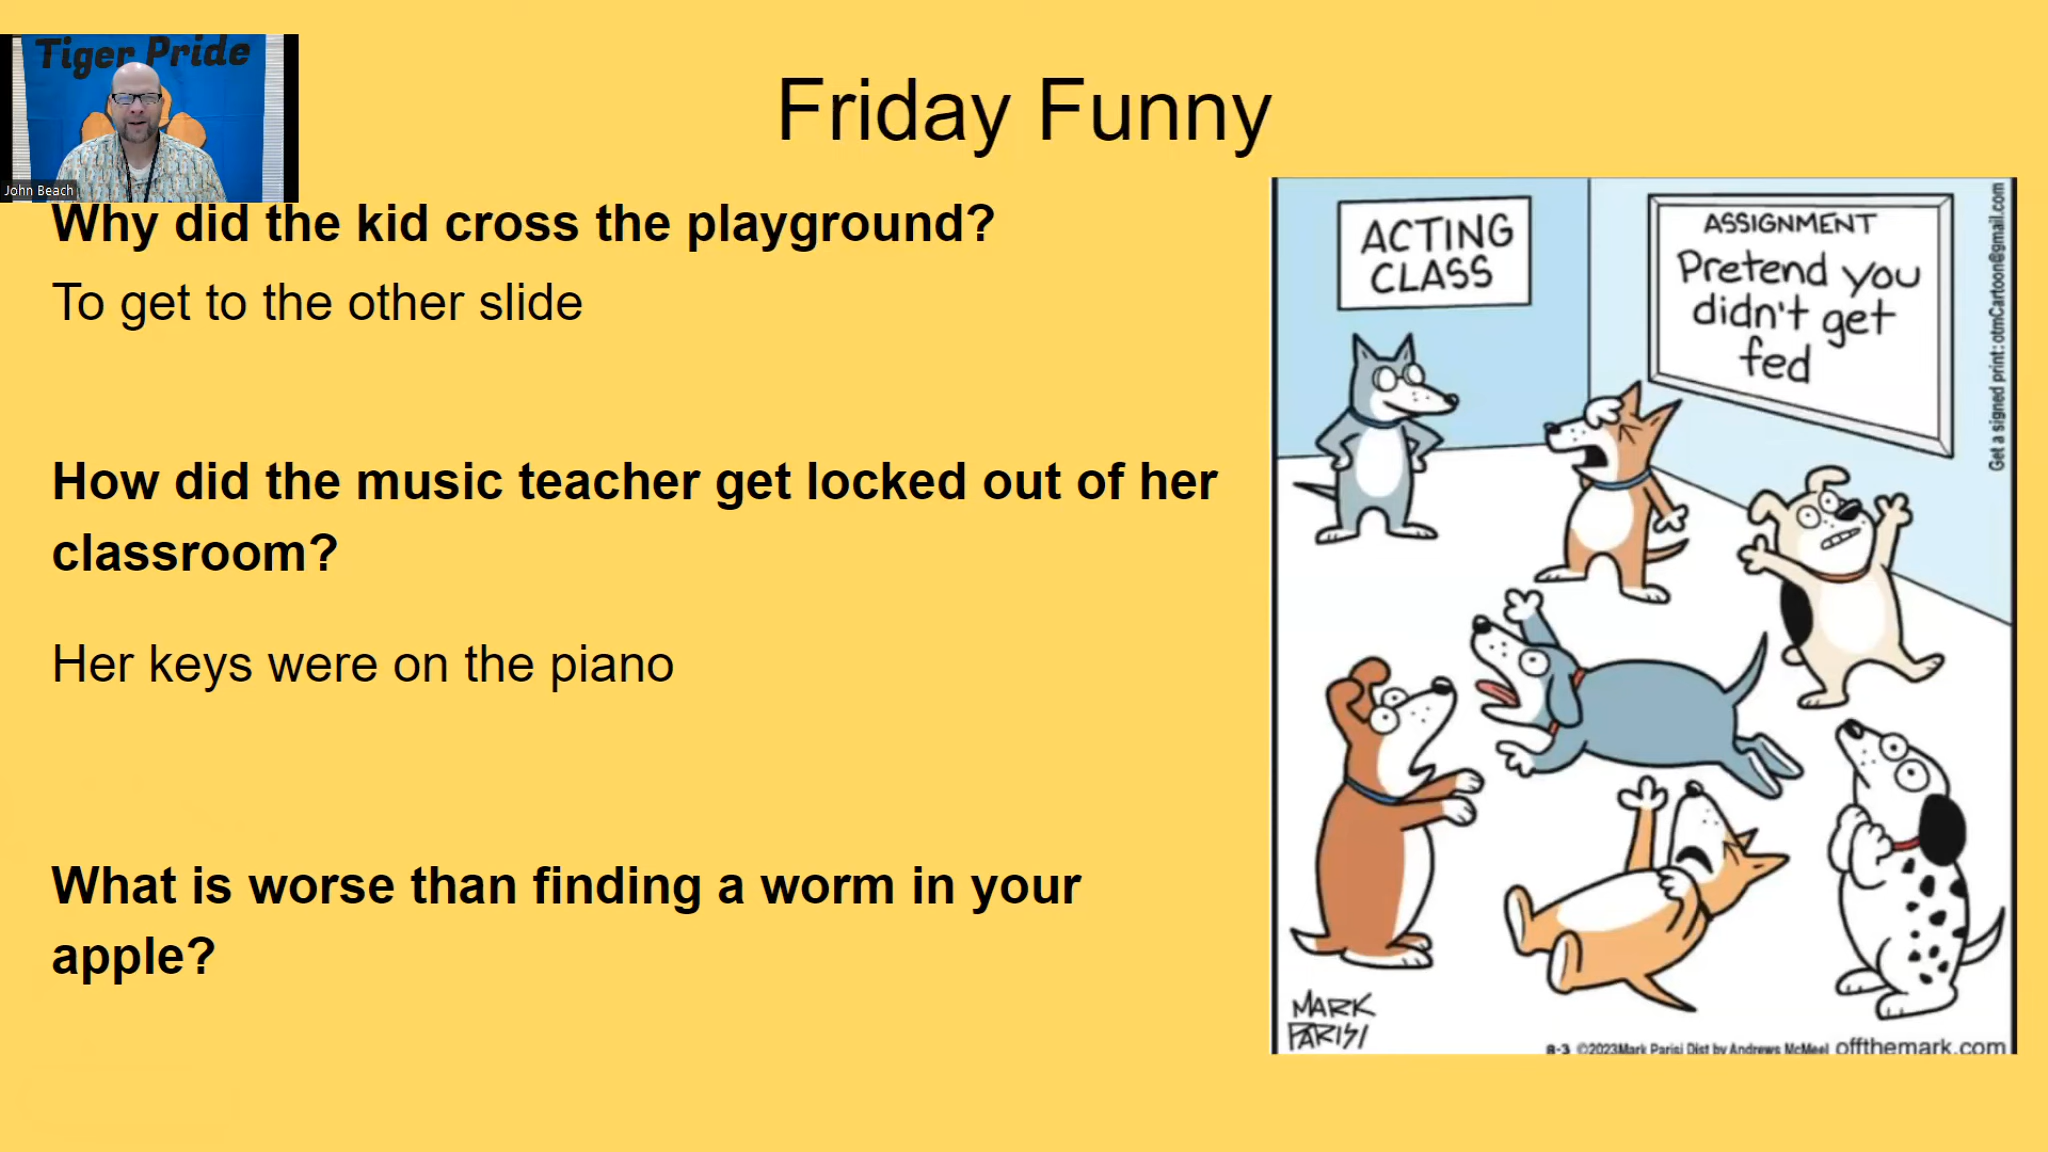 Tiger Pride
John Beach
Friday Funny
Why did the kid cross the playground?
To get to the other slide
How did the music teacher get locked out of her
classroom?
Her keys were on the piano
What is worse than finding a worm in your
apple?
ACTING
CLASS
ASSIGNMENT
Pretend you
didn't get
fed
Get a signed print: otmCartoon@gmail.com
MARK
PARISI
8-3 ©2023 Mark Parisi Dist by Andrews McMeel offthemark.com